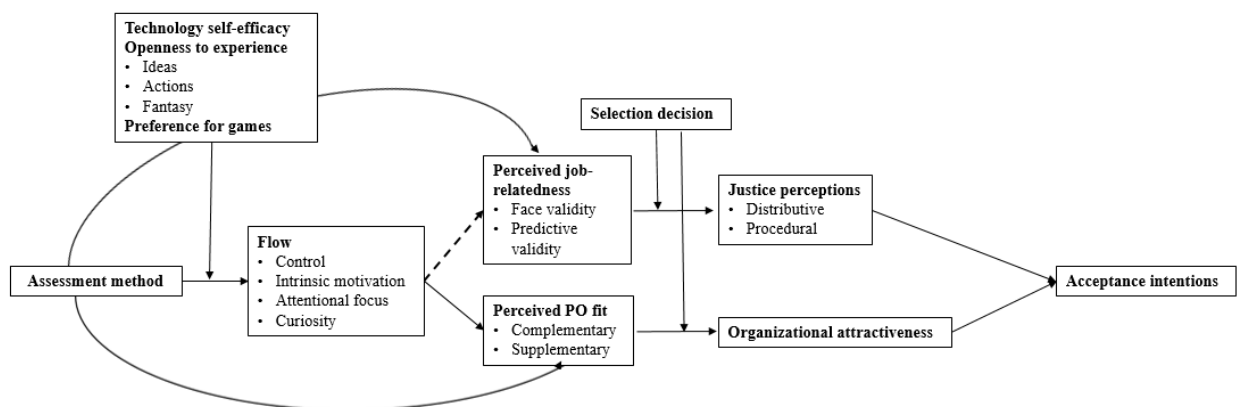 Technology self-efficacy
Openness to experience
• Ideas
• Actions
• Fantasy
Preference for games
Selection decision
Perceived job-
relatedness
• Face validity
• Predictive
validity
Justice perceptions
• Distributive
• Procedural
Flow
• Control
• Intrinsic motivation
• Attentional focus
• Curiosity
Assessment method
Acceptance intentions
Perceived PO fit
• Complementary
• Supplementary
Organizational attractiveness